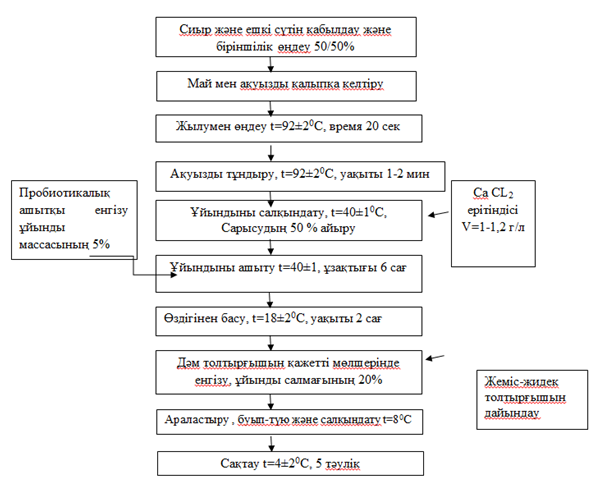 Сиыр және ешкі сүтін қабылдау және
біріншілік өңдеу 50/50%
Май мен ақуызды қалыпқа келтіру
Жылумен өңдеу t=92±2⁰C, время 20 сек
Ақуызды тұндыру, t=92±2⁰C, уақыты 1-2 мин
Пробиотикалық
ашытқы енгізу
ұйынды
массасының 5%
Ұйындыны салқындату, t=40±1⁰C,
Сарысудың 50 % айыру
Ca CL₂
ерітіндісі
V=1-1,2 г/л
Ұйындыны ашыту t=40±1, ұзақтығы 6 сағ
Өздігінен басу, t=18±2⁰C, уақыты 2 сағ
Дәм толтырғышын кажетті мөлшерінде
енгізу, ұйынды салмағының 20%
Жеміс-жидек
толтырғышын
дайындау
Араластыру , буып-түю және салқындату t=8⁰C
Сақтау t=4±2⁰C, 5 тәулік